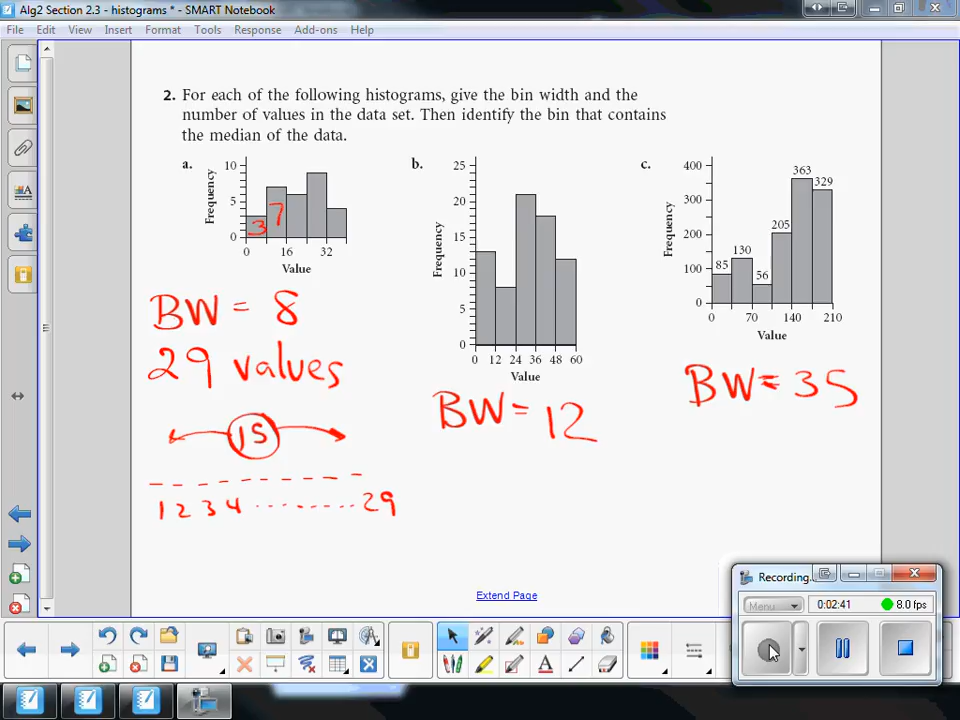 Alg2 Section 2.3 - histograms * - SMART Notebook
File Edit View Insert Format Tools Response Add-ons Help
2. For each of the following histograms, give the bin width and the
number of values in the data set. Then identify the bin that contains
the median of the data.
a.
10
5
0
Frequency
3 7
0 16 32
Value
b.
25
20
15
10
5
0
Frequency
0 12 24 36 48 60
Value
c.
400
300
200
100
0
Frequency
85 130 56 205 363 329
0 70 140 210
Value
BW = 8
29 values
15
1 2 3 4 ......... 29
BW = 12
BW = 35
Extend Page
Recording...
Menu 0:02:41 8.0 fps